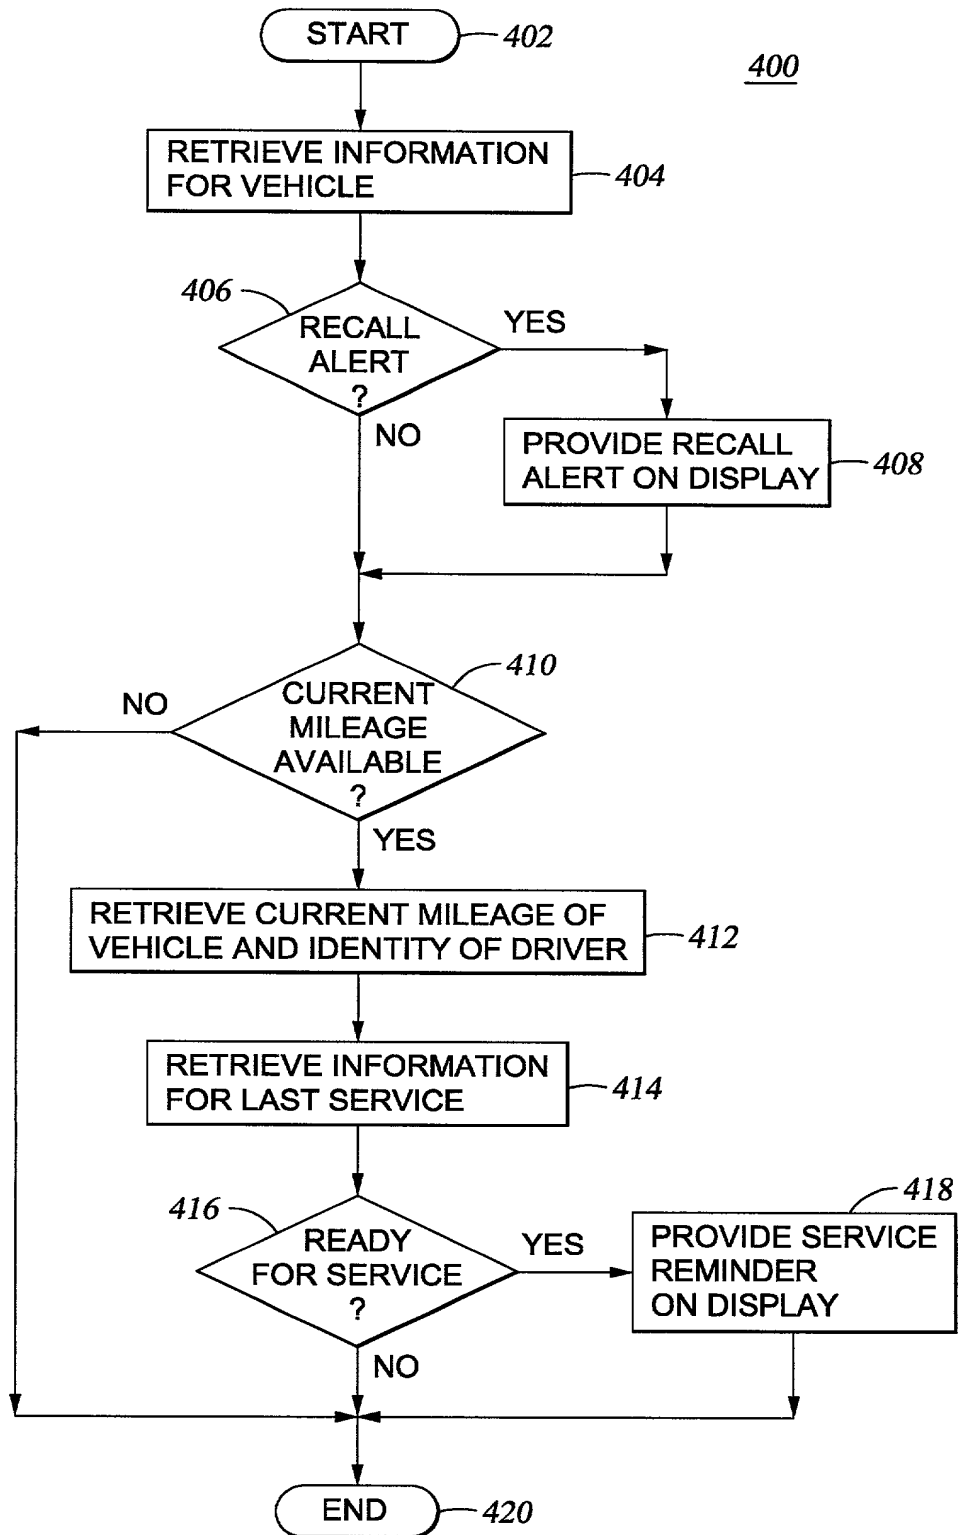 START
402
400
RETRIEVE INFORMATION
FOR VEHICLE
404
406
RECALL
ALERT
?
YES
NO
PROVIDE RECALL
ALERT ON DISPLAY
408
410
CURRENT
MILEAGE
AVAILABLE
?
NO
YES
RETRIEVE CURRENT MILEAGE OF
VEHICLE AND IDENTITY OF DRIVER
412
RETRIEVE INFORMATION
FOR LAST SERVICE
414
416
READY
FOR SERVICE
?
YES
NO
418
PROVIDE SERVICE
REMINDER
ON DISPLAY
END
420